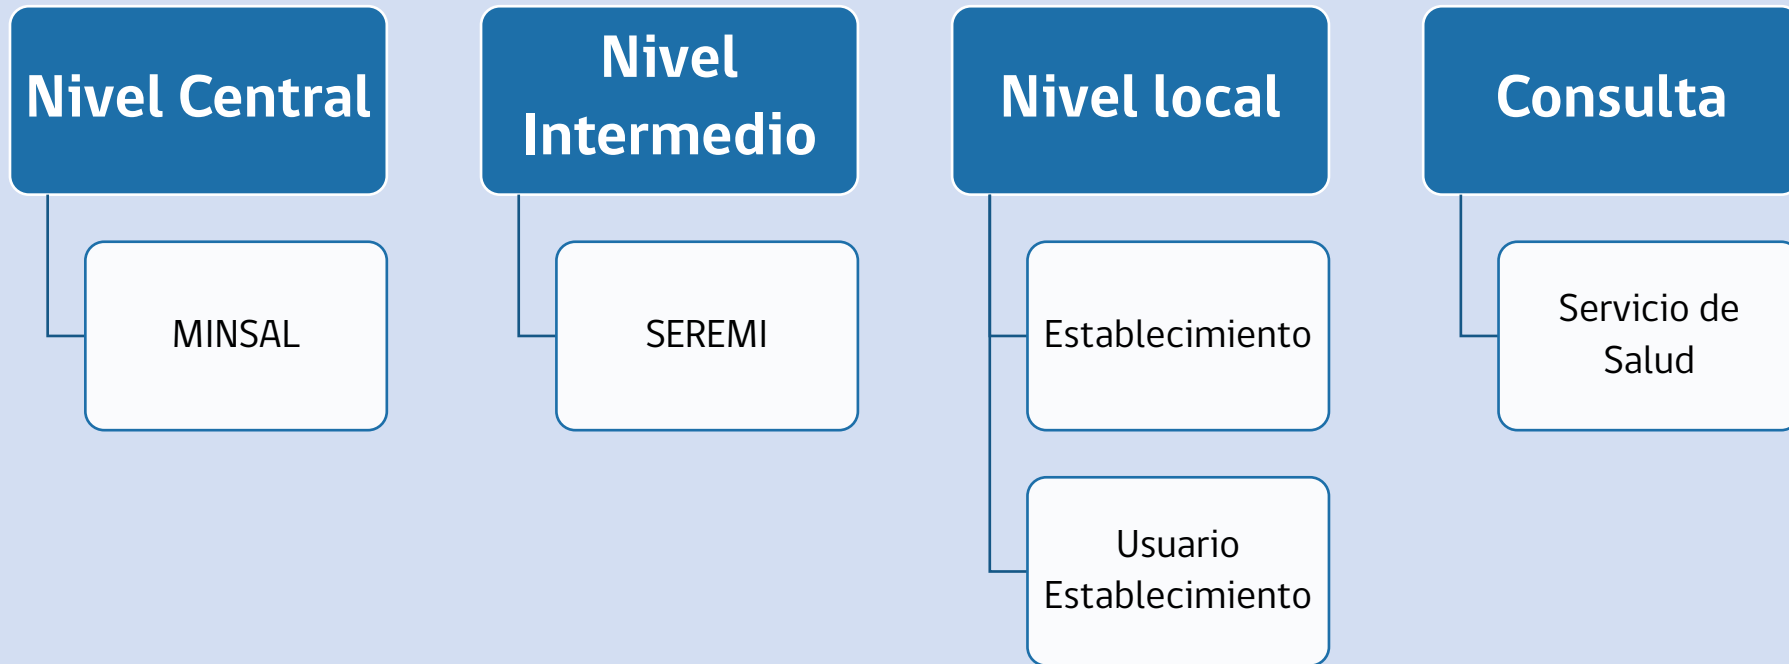 Nivel Central
MINSAL
Nivel
Intermedio
SEREMI
Nivel local
Establecimiento
Usuario
Establecimiento
Consulta
Servicio de
Salud